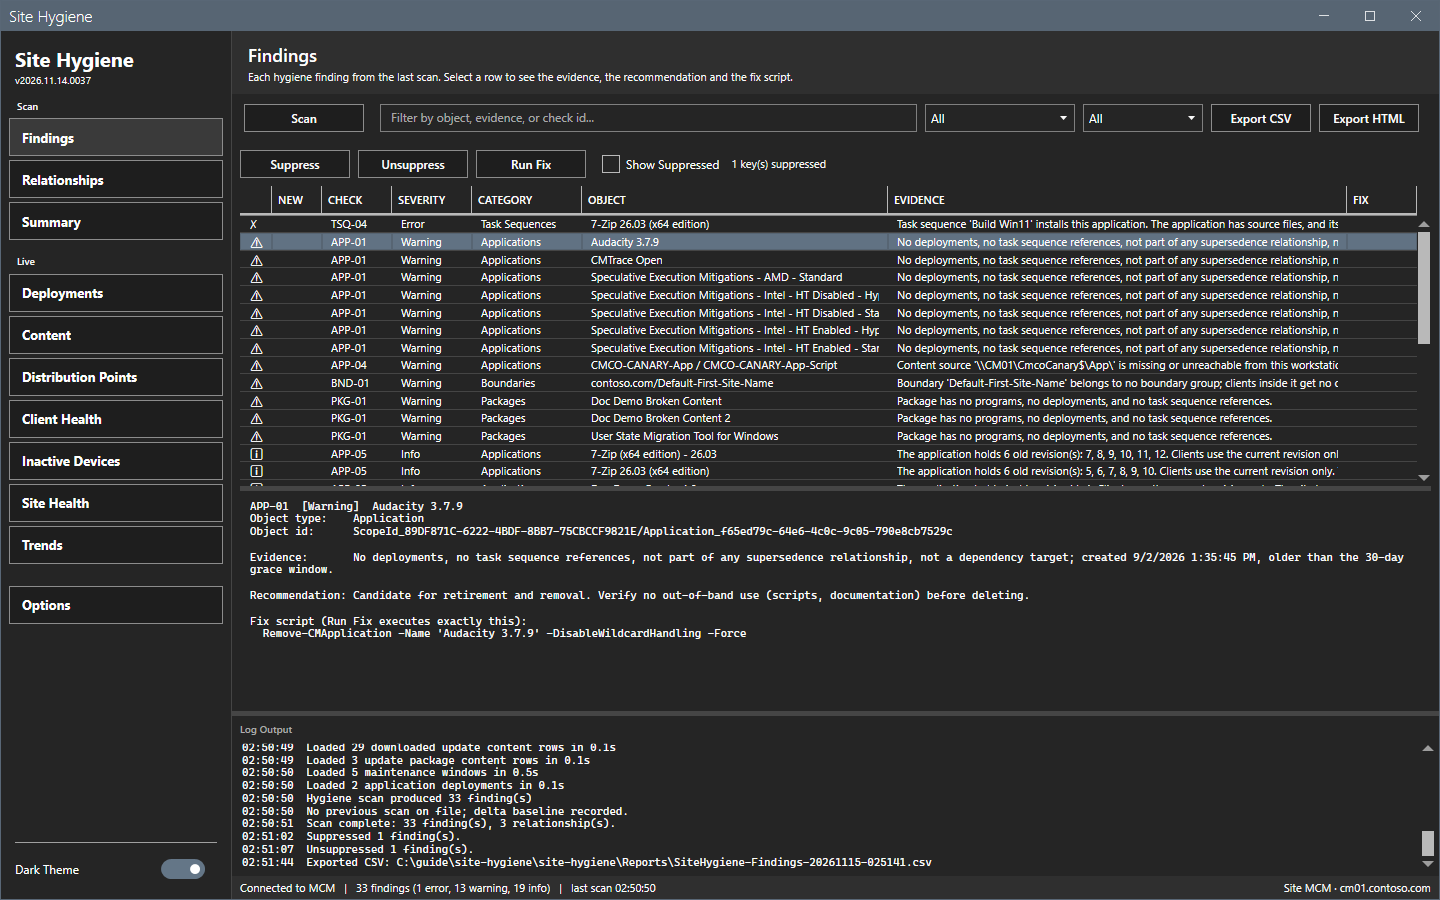 Site Hygiene
Site Hygiene
v2026.11.14.0037
Scan
Findings
Relationships
Summary
Live
Deployments
Content
Distribution Points
Client Health
Inactive Devices
Site Health
Trends
Options
Dark Theme
Findings
Each hygiene finding from the last scan. Select a row to see the evidence, the recommendation and the fix script.
Scan Filter by object, evidence, or check id... All All Export CSV Export HTML
Suppress Unsuppress Run Fix Show Suppressed 1 key(s) suppressed
NEW CHECK SEVERITY CATEGORY OBJECT EVIDENCE FIX
X TSQ-04 Error Task Sequences 7-Zip 26.03 (x64 edition) Task sequence 'Build Win11' installs this application. The application has source files, and its
APP-01 Warning Applications Audacity 3.7.9 No deployments, no task sequence references, not part of any supersedence relationship, n
APP-01 Warning Applications CMTrace Open No deployments, no task sequence references, not part of any supersedence relationship, n
APP-01 Warning Applications Speculative Execution Mitigations - AMD - Standard No deployments, no task sequence references, not part of any supersedence relationship, n
APP-01 Warning Applications Speculative Execution Mitigations - Intel - HT Disabled - Hyp No deployments, no task sequence references, not part of any supersedence relationship, n
APP-01 Warning Applications Speculative Execution Mitigations - Intel - HT Disabled - Sta No deployments, no task sequence references, not part of any supersedence relationship, n
APP-01 Warning Applications Speculative Execution Mitigations - Intel - HT Enabled - Hyp No deployments, no task sequence references, not part of any supersedence relationship, n
APP-01 Warning Applications Speculative Execution Mitigations - Intel - HT Enabled - Star No deployments, no task sequence references, not part of any supersedence relationship, n
APP-04 Warning Applications CMCO-CANARY-App / CMCO-CANARY-App-Script Content source '\\CM01\CmcoCanary$\App\' is missing or unreachable from this workstatic
BND-01 Warning Boundaries contoso.com/Default-First-Site-Name Boundary 'Default-First-Site-Name' belongs to no boundary group; clients inside it get no c
PKG-01 Warning Packages Doc Demo Broken Content Package has no programs, no deployments, and no task sequence references.
PKG-01 Warning Packages Doc Demo Broken Content 2 Package has no programs, no deployments, and no task sequence references.
PKG-01 Warning Packages User State Migration Tool for Windows Package has no programs, no deployments, and no task sequence references.
APP-05 Info Applications 7-Zip (x64 edition) - 26.03 The application holds 6 old revision(s): 7, 8, 9, 10, 11, 12. Clients use the current revision onl
APP-05 Info Applications 7-Zip 26.03 (x64 edition) The application holds 6 old revision(s): 5, 6, 7, 8, 9, 10. Clients use the current revision only.
APP-01 [Warning] Audacity 3.7.9
Object type: Application
Object id: ScopeId_89DF871C-6222-4BDF-8BB7-75CBCCF9821E/Application_f65ed79c-64e6-4c0c-9c05-790e8cb7529c
Evidence: No deployments, no task sequence references, not part of any supersedence relationship, not a dependency target; created 9/2/2026 1:35:45 PM, older than the 30-day
grace window.
Recommendation: Candidate for retirement and removal. Verify no out-of-band use (scripts, documentation) before deleting.
Fix script (Run Fix executes exactly this):
Remove-CMApplication -Name 'Audacity 3.7.9' -DisableWildcardHandling -Force
Log Output
02:50:49 Loaded 29 downloaded update content rows in 0.1s
02:50:49 Loaded 3 update package content rows in 0.1s
02:50:50 Loaded 5 maintenance windows in 0.5s
02:50:50 Loaded 2 application deployments in 0.1s
02:50:50 Hygiene scan produced 33 finding(s)
02:50:50 No previous scan on file; delta baseline recorded.
02:50:51 Scan complete: 33 finding(s), 3 relationship(s).
02:51:02 Suppressed 1 finding(s).
02:51:07 Unsuppressed 1 finding(s).
02:51:44 Exported CSV: C:\guide\site-hygiene\site-hygiene\Reports\SiteHygiene-Findings-20261115-025141.csv
Connected to MCM | 33 findings (1 error, 13 warning, 19 info) | last scan 02:50:50 Site MCM · cm01.contoso.com